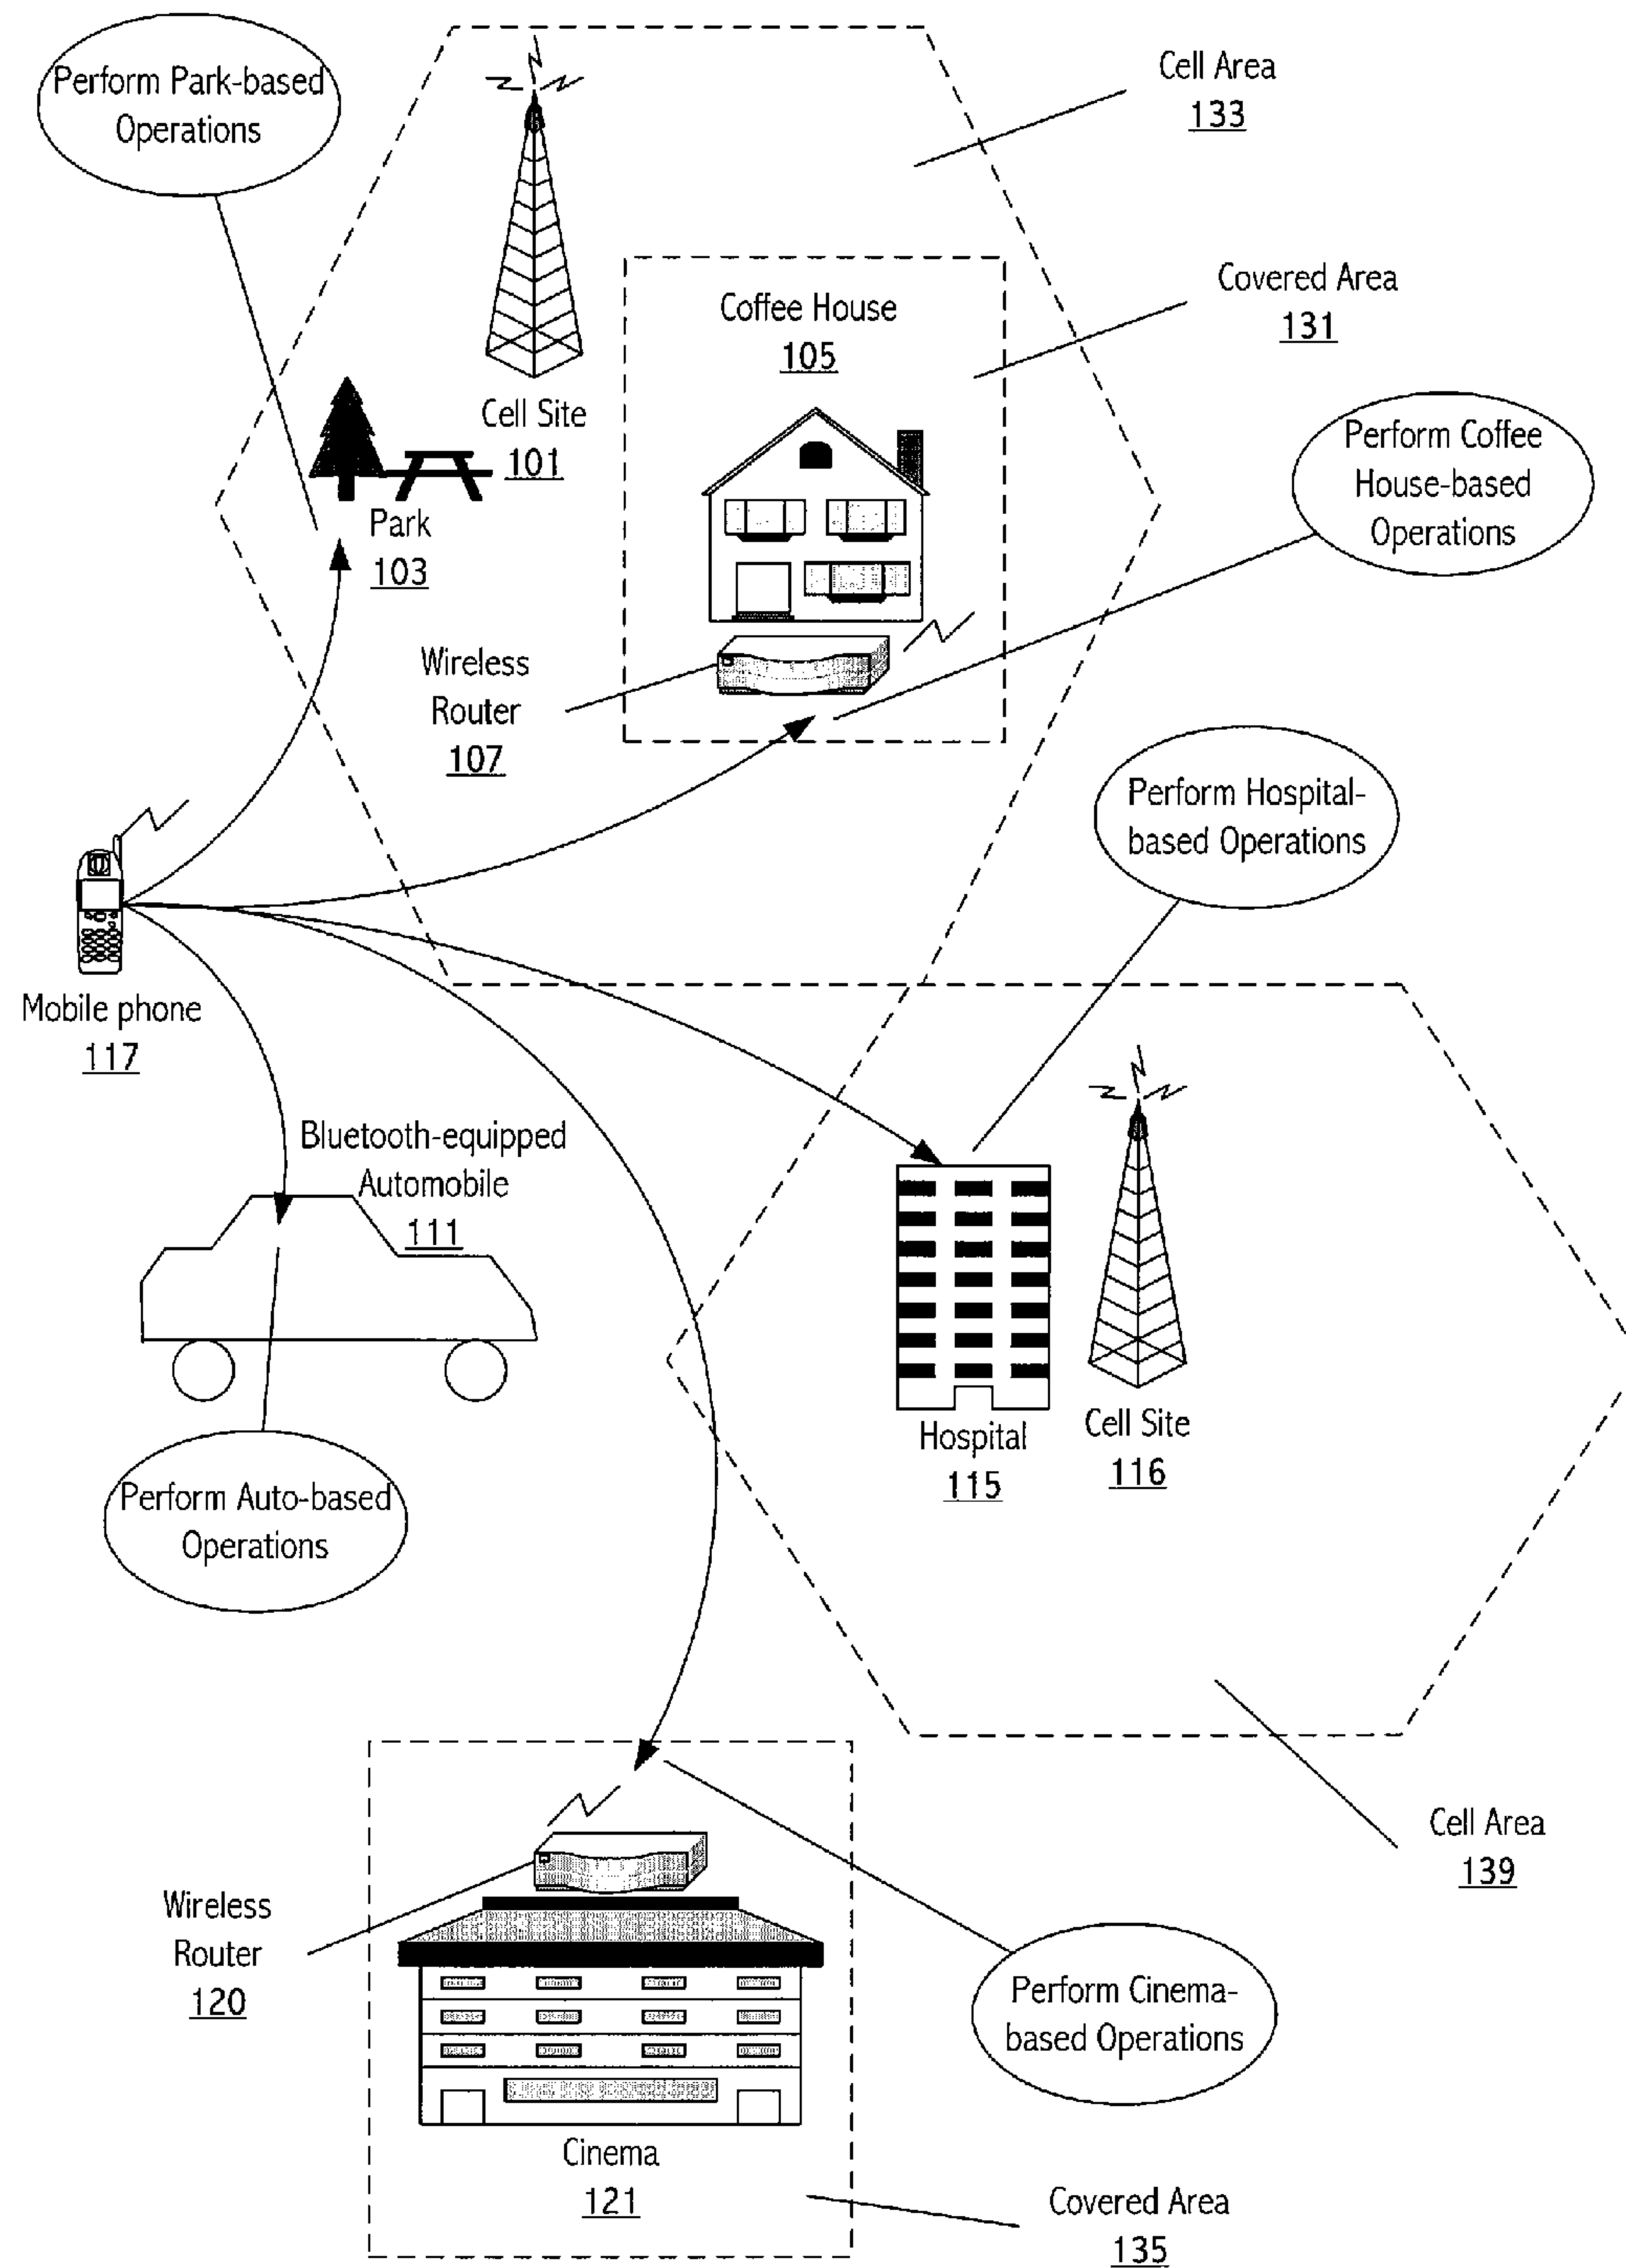 Perform Park-based
Operations
Cell Area
133
Covered Area
131
Coffee House
105
Cell Site
101
Perform Coffee
House-based
Operations
Park
103
Wireless
Router
107
Perform Hospital-
based Operations
Mobile phone
117
Bluetooth-equipped
Automobile
111
Hospital
115
Cell Site
116
Perform Auto-based
Operations
Cell Area
139
Wireless
Router
120
Perform Cinema-
based Operations
Cinema
121
Covered Area
135